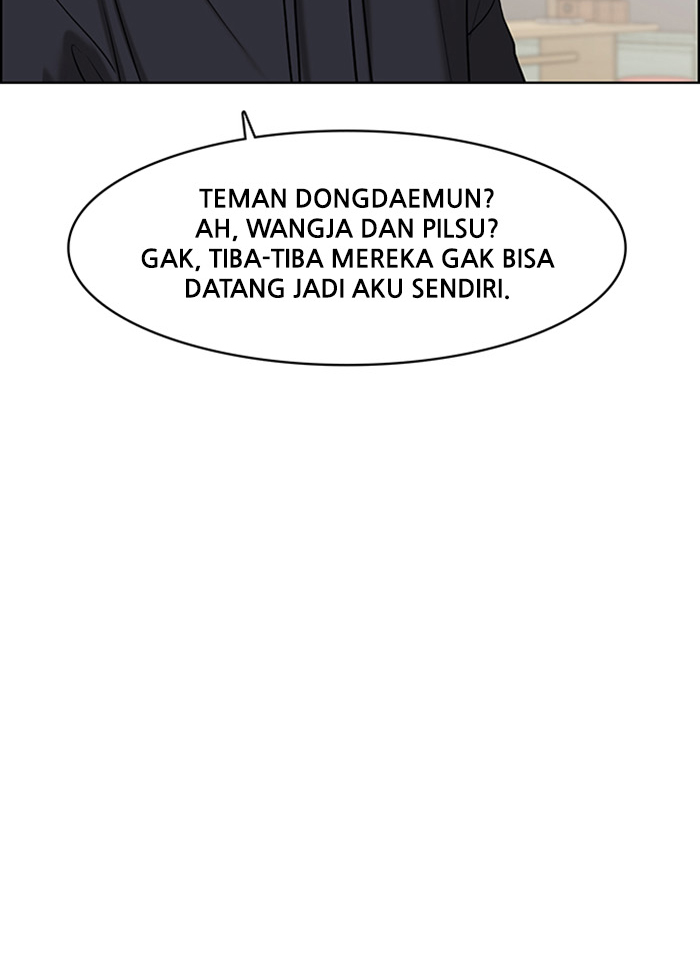 TEMAN DONGDAEMUN?
AH, WANGJA DAN PILSU?
GAK, TIBA-TIBA MEREKA GAK BISA
DATANG JADI AKU SENDIRI.